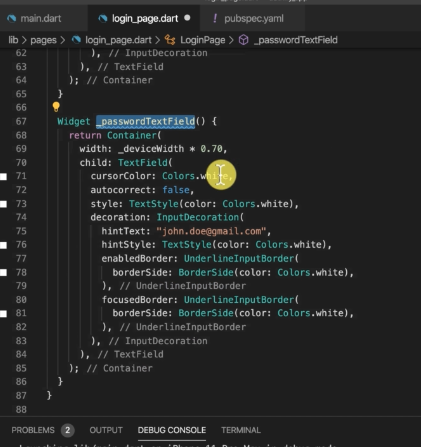 main.dart
login_page.dart
pubspec.yaml
lib > pages > login_page.dart > LoginPage > _passwordTextField
62 ), // InputDecoration
63 ), // TextField
64 ); // Container
65 }
66
67 Widget _passwordTextField() {
68 return Container(
69 width: _deviceWidth * 0.70,
70 child: TextField(
71 cursorColor: Colors.white,
72 autocorrect: false,
73 style: TextStyle(color: Colors.white),
74 decoration: InputDecoration(
75 hintText: "john.doe@gmail.com",
76 hintStyle: TextStyle(color: Colors.white),
77 enabledBorder: UnderlineInputBorder(
78 borderSide: BorderSide(color: Colors.white),
79 ), // UnderlineInputBorder
80 focusedBorder: UnderlineInputBorder(
81 borderSide: BorderSide(color: Colors.white),
82 ), // UnderlineInputBorder
83 ), // InputDecoration
84 ), // TextField
85 ); // Container
86 }
87 }
88
PROBLEMS 2 OUTPUT DEBUG CONSOLE TERMINAL